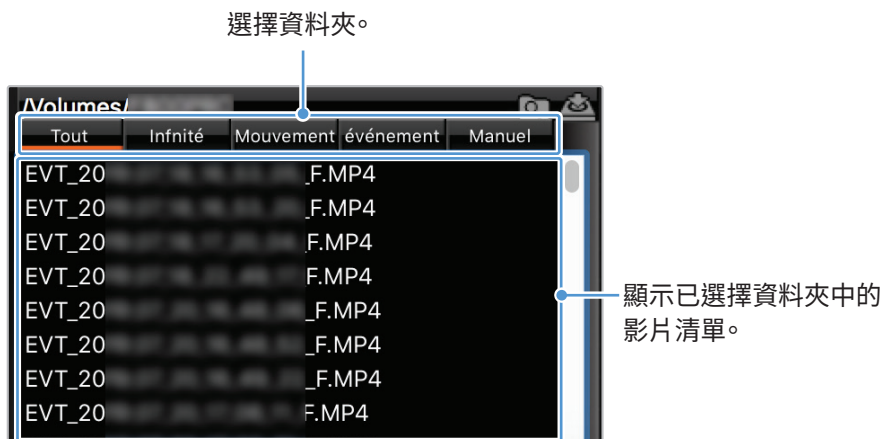 選擇資料夾。
/Volumes/
Tout Infnité Mouvement événement Manuel
EVT_20 _F.MP4
EVT_20 _F.MP4
EVT_20 _F.MP4
EVT_20 F.MP4
EVT_20 _F.MP4
EVT_20 _F.MP4
EVT_20 _F.MP4
EVT_20 F.MP4
顯示已選擇資料夾中的
影片清單。